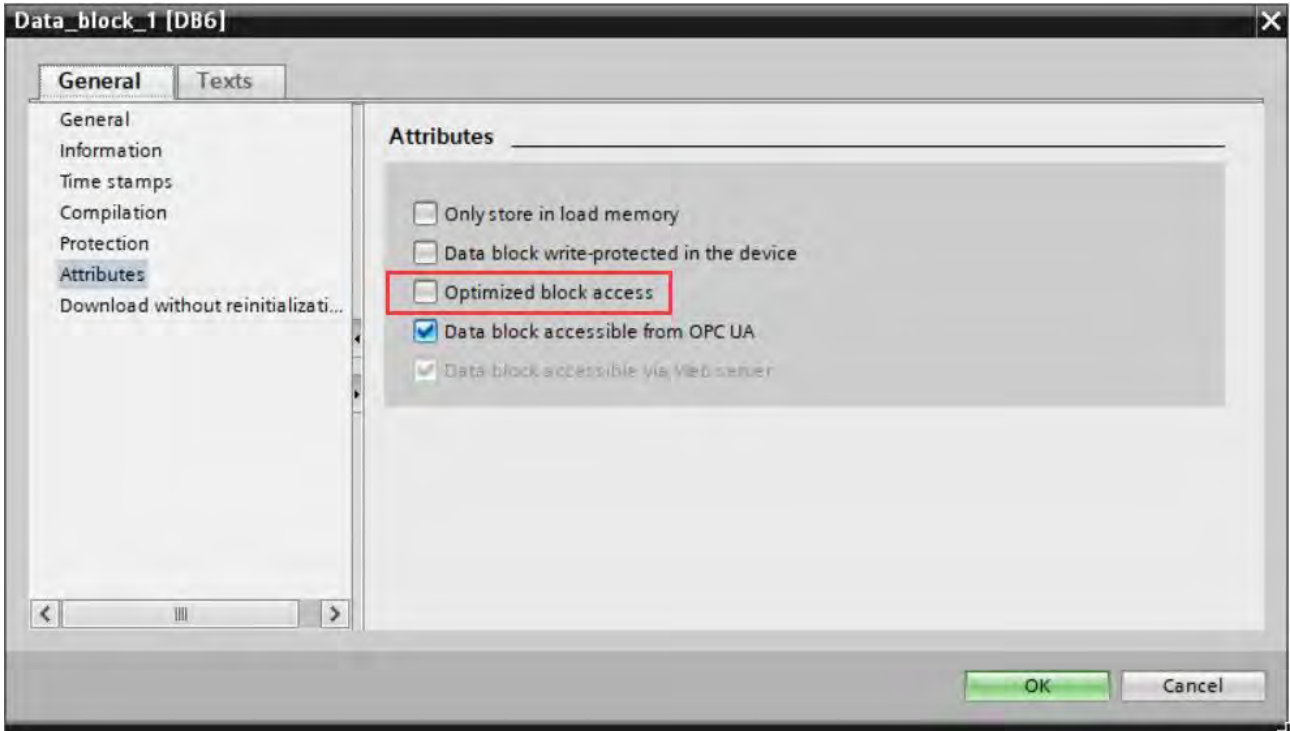 Data_block_1 [DB6]
General
Texts
General
Information
Time stamps
Compilation
Protection
Attributes
Download without reinitializati...
Attributes
Only store in load memory
Data block write-protected in the device
Optimized block access
Data block accessible from OPC UA
Data block accessible via Web server
OK
Cancel